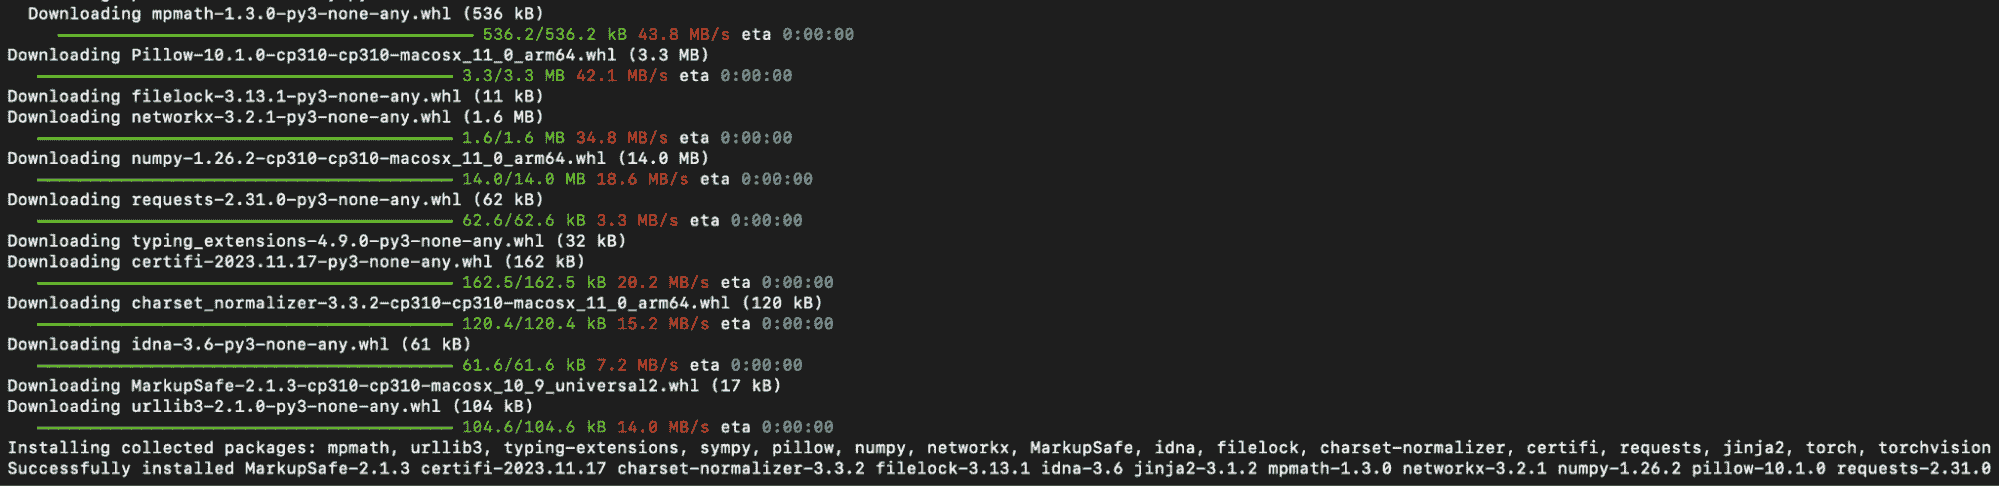 Downloading mpmath-1.3.0-py3-none-any.whl (536 kB)
536.2/536.2 kB 43.8 MB/s eta 0:00:00
Downloading Pillow-10.1.0-cp310-cp310-macosx_11_0_arm64.whl (3.3 MB)
3.3/3.3 MB 42.1 MB/s eta 0:00:00
Downloading filelock-3.13.1-py3-none-any.whl (11 kB)
Downloading networkx-3.2.1-py3-none-any.whl (1.6 MB)
1.6/1.6 MB 34.8 MB/s eta 0:00:00
Downloading numpy-1.26.2-cp310-cp310-macosx_11_0_arm64.whl (14.0 MB)
14.0/14.0 MB 18.6 MB/s eta 0:00:00
Downloading requests-2.31.0-py3-none-any.whl (62 kB)
62.6/62.6 kB 3.3 MB/s eta 0:00:00
Downloading typing_extensions-4.9.0-py3-none-any.whl (32 kB)
Downloading certifi-2023.11.17-py3-none-any.whl (162 kB)
162.5/162.5 kB 20.2 MB/s eta 0:00:00
Downloading charset_normalizer-3.3.2-cp310-cp310-macosx_11_0_arm64.whl (120 kB)
120.4/120.4 kB 15.2 MB/s eta 0:00:00
Downloading idna-3.6-py3-none-any.whl (61 kB)
61.6/61.6 kB 7.2 MB/s eta 0:00:00
Downloading MarkupSafe-2.1.3-cp310-cp310-macosx_10_9_universal2.whl (17 kB)
Downloading urllib3-2.1.0-py3-none-any.whl (104 kB)
104.6/104.6 kB 14.0 MB/s eta 0:00:00
Installing collected packages: mpmath, urllib3, typing-extensions, sympy, pillow, numpy, networkx, MarkupSafe, idna, filelock, charset-normalizer, certifi, requests, jinja2, torch, torchvision
Successfully installed MarkupSafe-2.1.3 certifi-2023.11.17 charset-normalizer-3.3.2 filelock-3.13.1 idna-3.6 jinja2-3.1.2 mpmath-1.3.0 networkx-3.2.1 numpy-1.26.2 pillow-10.1.0 requests-2.31.0